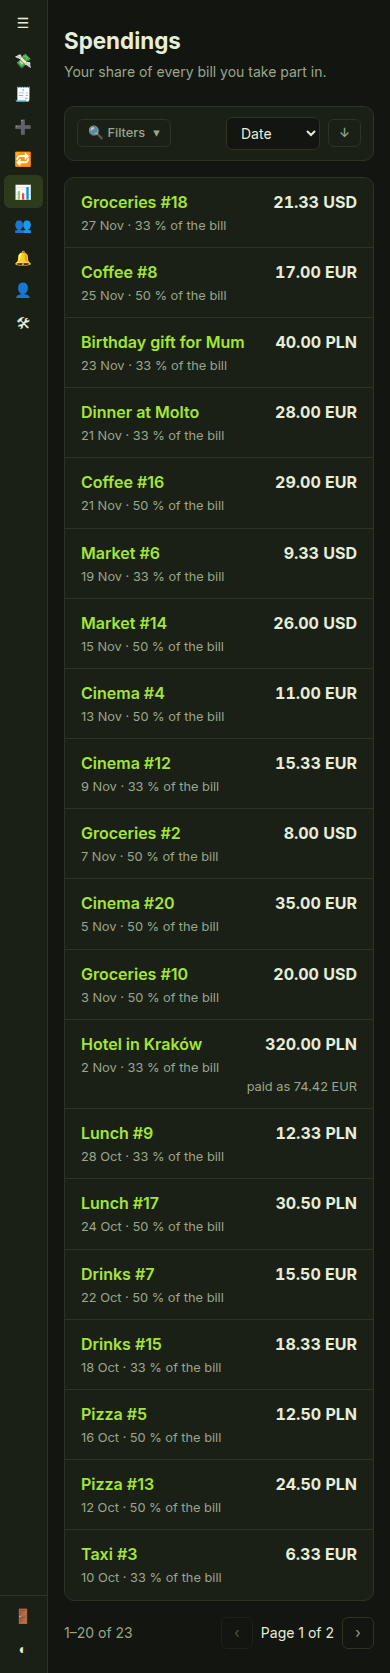 Spendings
Your share of every bill you take part in.
🔍 Filters ▾
Date
↓
Groceries #18 21.33 USD
27 Nov · 33 % of the bill
Coffee #8 17.00 EUR
25 Nov · 50 % of the bill
Birthday gift for Mum 40.00 PLN
23 Nov · 33 % of the bill
Dinner at Molto 28.00 EUR
21 Nov · 33 % of the bill
Coffee #16 29.00 EUR
21 Nov · 50 % of the bill
Market #6 9.33 USD
19 Nov · 33 % of the bill
Market #14 26.00 USD
15 Nov · 50 % of the bill
Cinema #4 11.00 EUR
13 Nov · 50 % of the bill
Cinema #12 15.33 EUR
9 Nov · 33 % of the bill
Groceries #2 8.00 USD
7 Nov · 50 % of the bill
Cinema #20 35.00 EUR
5 Nov · 50 % of the bill
Groceries #10 20.00 USD
3 Nov · 50 % of the bill
Hotel in Kraków 320.00 PLN
2 Nov · 33 % of the bill
paid as 74.42 EUR
Lunch #9 12.33 PLN
28 Oct · 33 % of the bill
Lunch #17 30.50 PLN
24 Oct · 50 % of the bill
Drinks #7 15.50 EUR
22 Oct · 50 % of the bill
Drinks #15 18.33 EUR
18 Oct · 33 % of the bill
Pizza #5 12.50 PLN
16 Oct · 50 % of the bill
Pizza #13 24.50 PLN
12 Oct · 50 % of the bill
Taxi #3 6.33 EUR
10 Oct · 33 % of the bill
1–20 of 23 ‹ Page 1 of 2 ›